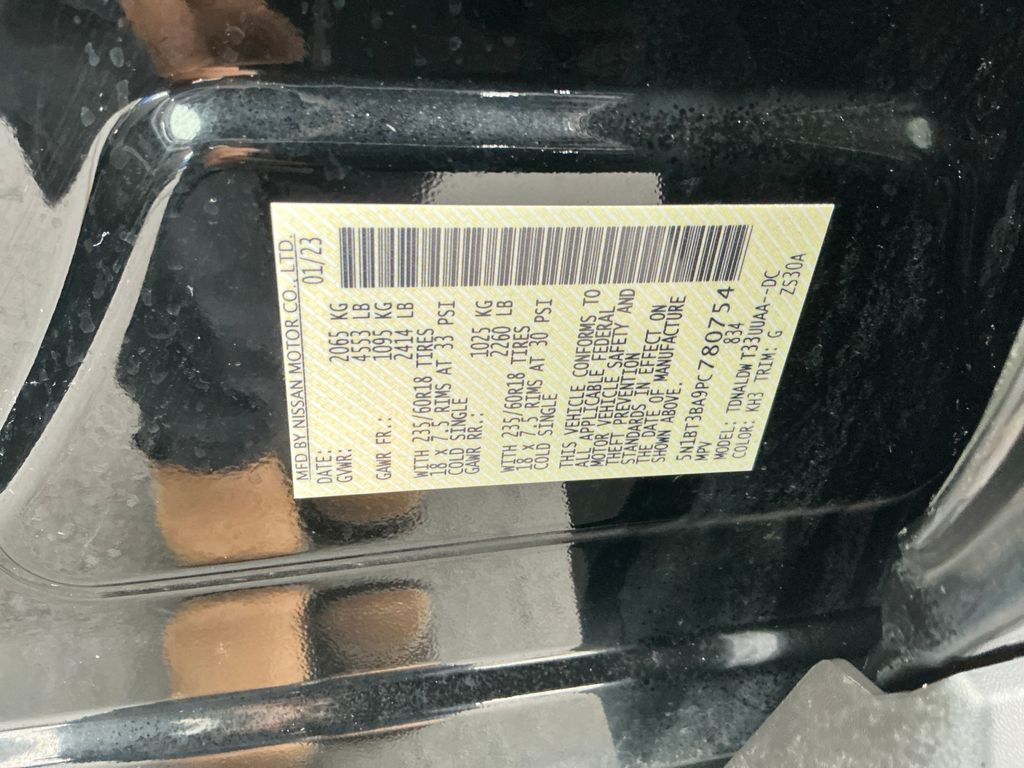 MFD BY NISSAN MOTOR CO., LTD.
DATE: 01/23
GVWR: 2065 KG
4553 LB
GAWR FR.: 1095 KG
2414 LB
WITH 235/60R18 TIRES
18 x 7.5 RIMS AT 33 PSI
COLD SINGLE
GAWR RR.: 1025 KG
2260 LB
WITH 235/60R18 TIRES
18 x 7.5 RIMS AT 30 PSI
COLD SINGLE
THIS VEHICLE CONFORMS TO
ALL APPLICABLE FEDERAL
MOTOR VEHICLE SAFETY AND
THEFT PREVENTION
STANDARDS IN EFFECT ON
THE DATE OF MANUFACTURE
SHOWN ABOVE.
5N1BT3BA9PC780754
MPV 834
MODEL: TDNALDW T33UUAA--DC
COLOR: KH3 TRIM: G ZS30A